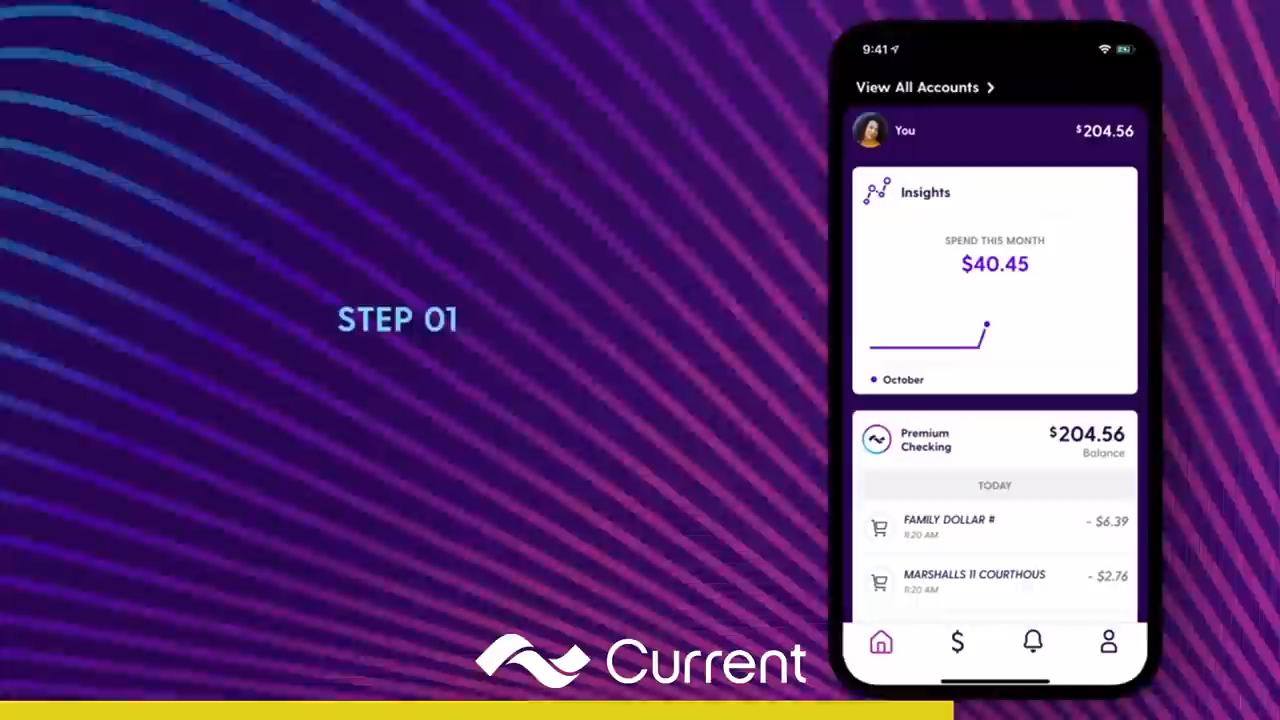 STEP 01
Current
9:41
View All Accounts
You
$204.56
Insights
SPEND THIS MONTH
$40.45
October
Premium
Checking
$204.56
Balance
TODAY
FAMILY DOLLAR #
- $6.39
11:20 AM
MARSHALLS 11 COURTHOUS
- $2.76
11:20 AM
$